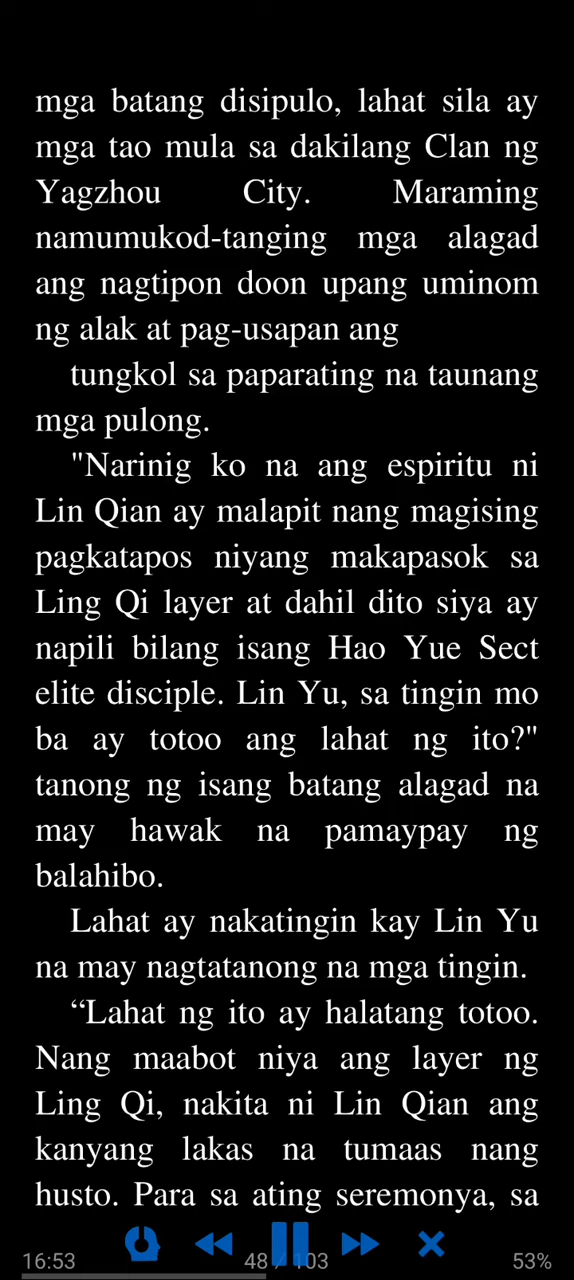 mga batang disipulo, lahat sila ay
mga tao mula sa dakilang Clan ng
Yagzhou City. Maraming
namumukod-tanging mga alagad
ang nagtipon doon upang uminom
ng alak at pag-usapan ang
tungkol sa paparating na taunang
mga pulong.
"Narinig ko na ang espiritu ni
Lin Qian ay malapit nang magising
pagkatapos niyang makapasok sa
Ling Qi layer at dahil dito siya ay
napili bilang isang Hao Yue Sect
elite disciple. Lin Yu, sa tingin mo
ba ay totoo ang lahat ng ito?"
tanong ng isang batang alagad na
may hawak na pamaypay ng
balahibo.
Lahat ay nakatingin kay Lin Yu
na may nagtatanong na mga tingin.
“Lahat ng ito ay halatang totoo.
Nang maabot niya ang layer ng
Ling Qi, nakita ni Lin Qian ang
kanyang lakas na tumaas nang
husto. Para sa ating seremonya, sa
16:53 48 / 103 53%